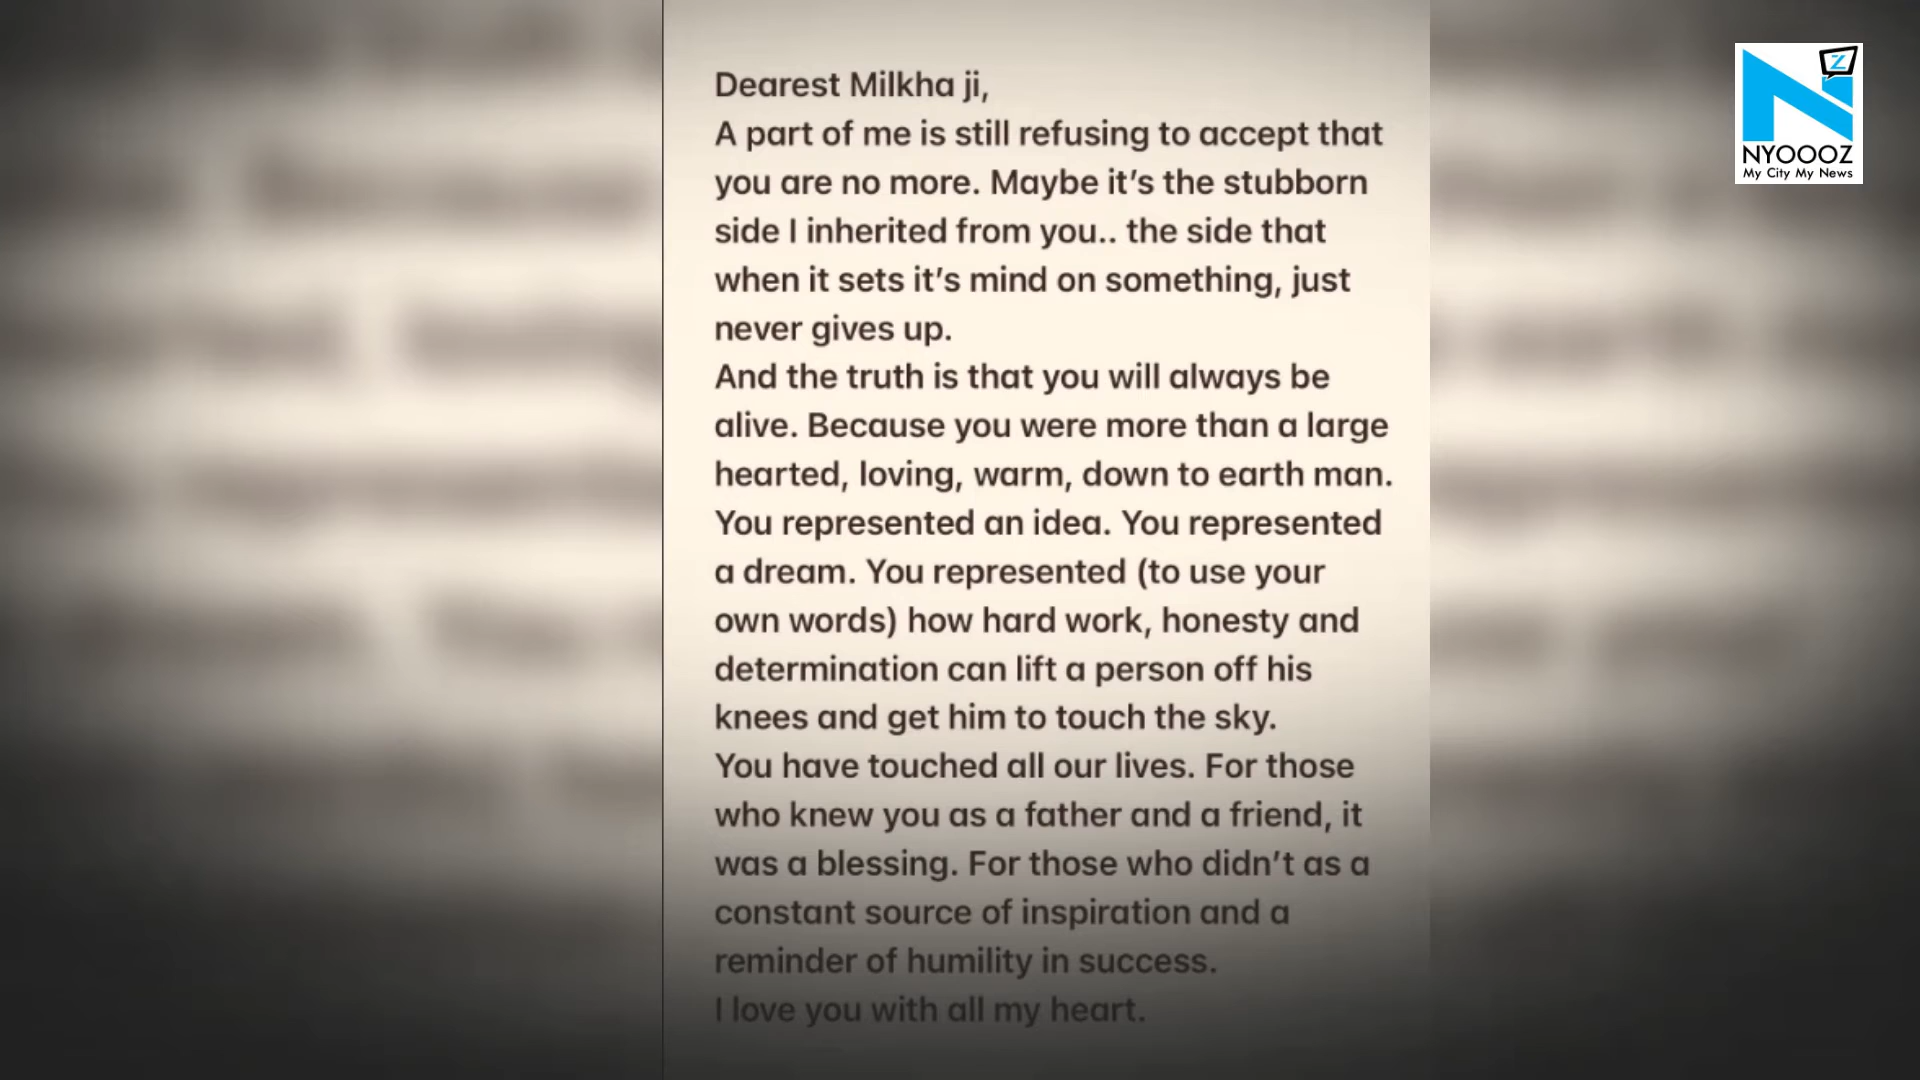 Dearest Milkha ji,
A part of me is still refusing to accept that
you are no more. Maybe it's the stubborn
side I inherited from you.. the side that
when it sets it's mind on something, just
never gives up.
And the truth is that you will always be
alive. Because you were more than a large
hearted, loving, warm, down to earth man.
You represented an idea. You represented
a dream. You represented (to use your
own words) how hard work, honesty and
determination can lift a person off his
knees and get him to touch the sky.
You have touched all our lives. For those
who knew you as a father and a friend, it
was a blessing. For those who didn't as a
constant source of inspiration and a
reminder of humility in success.
I love you with all my heart.
Z
NYOOOZ
My City My News